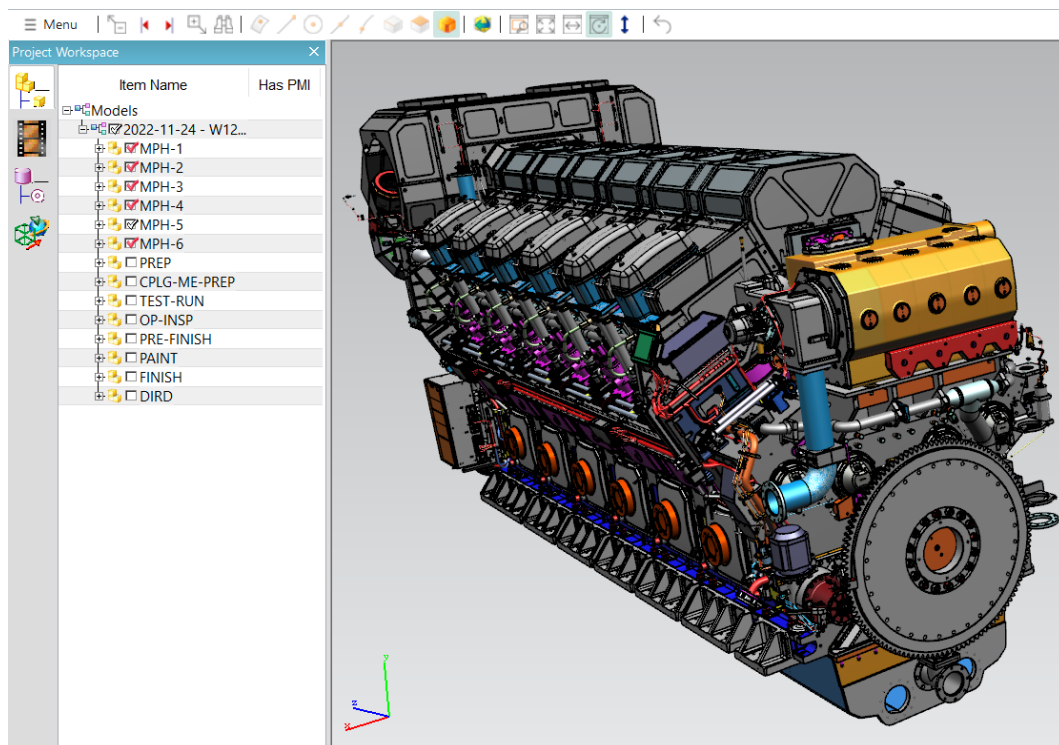 Menu
Project Workspace
Item Name Has PMI
Models
2022-11-24 - W12...
MPH-1
MPH-2
MPH-3
MPH-4
MPH-5
MPH-6
PREP
CPLG-ME-PREP
TEST-RUN
OP-INSP
PRE-FINISH
PAINT
FINISH
DIRD
Y
Z
X